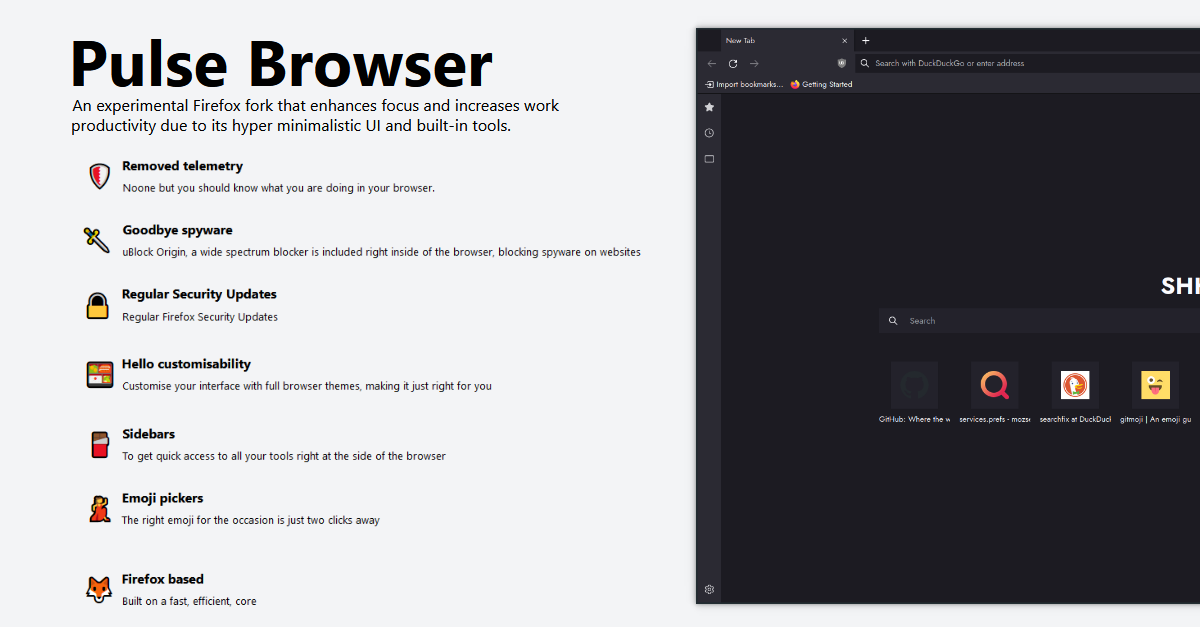 Pulse Browser
An experimental Firefox fork that enhances focus and increases work
productivity due to its hyper minimalistic UI and built-in tools.
Removed telemetry
Noone but you should know what you are doing in your browser.
Goodbye spyware
uBlock Origin, a wide spectrum blocker is included right inside of the browser, blocking spyware on websites
Regular Security Updates
Regular Firefox Security Updates
Hello customisability
Customise your interface with full browser themes, making it just right for you
Sidebars
To get quick access to all your tools right at the side of the browser
Emoji pickers
The right emoji for the occasion is just two clicks away
Firefox based
Built on a fast, efficient, core
New Tab
Search with DuckDuckGo or enter address
Import bookmarks... Getting Started
SHH
Search
GitHub: Where the w services.prefs - mozse searchfix at DuckDuck gitmoji | An emoji gu